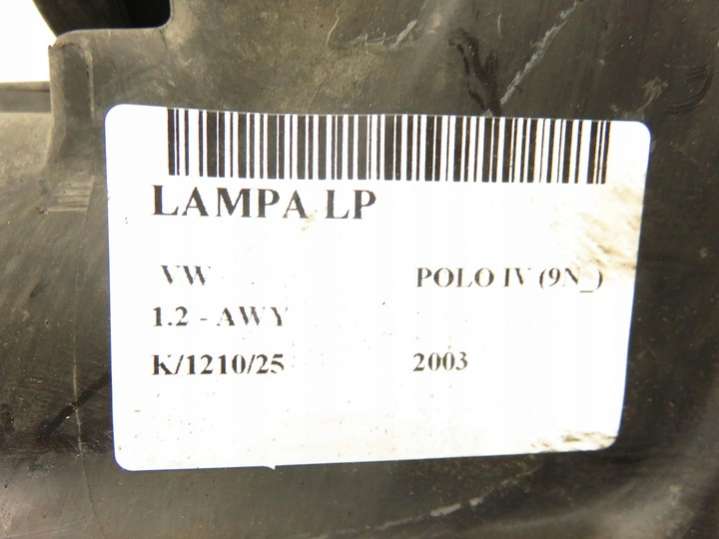 LAMPA LP
VW POLO IV (9N_)
1.2 - AWY
K/1210/25 2003